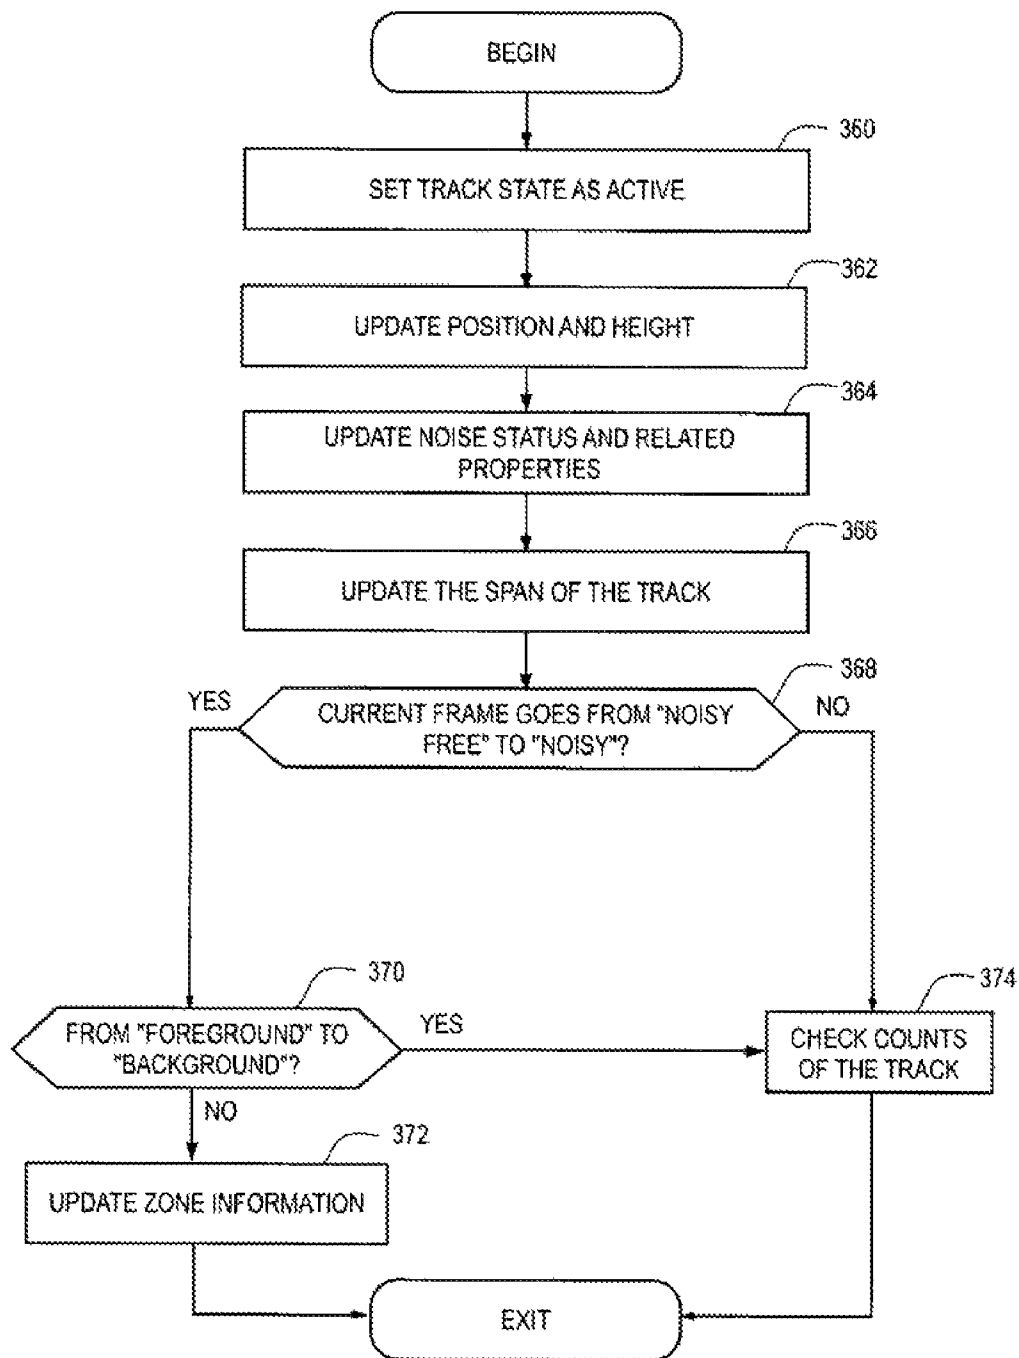 BEGIN
360
SET TRACK STATE AS ACTIVE
362
UPDATE POSITION AND HEIGHT
364
UPDATE NOISE STATUS AND RELATED
PROPERTIES
366
UPDATE THE SPAN OF THE TRACK
368
YES
CURRENT FRAME GOES FROM "NOISY
FREE" TO "NOISY"?
NO
370
374
FROM "FOREGROUND" TO
"BACKGROUND"?
YES
CHECK COUNTS
OF THE TRACK
NO
372
UPDATE ZONE INFORMATION
EXIT